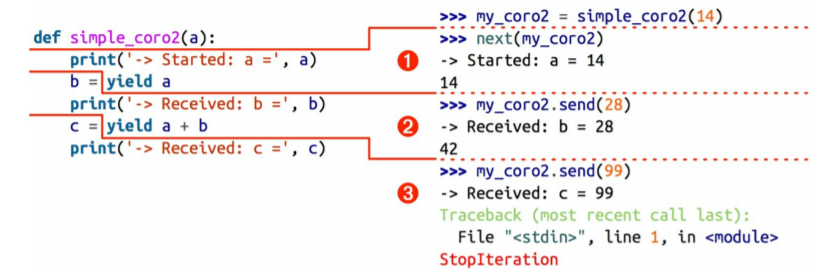 def simple_coro2(a):
    print('-> Started: a =', a)
    b = yield a
    print('-> Received: b =', b)
    c = yield a + b
    print('-> Received: c =', c)
>>> my_coro2 = simple_coro2(14)
>>> next(my_coro2)
1
-> Started: a = 14
14
>>> my_coro2.send(28)
2
-> Received: b = 28
42
>>> my_coro2.send(99)
3
-> Received: c = 99
Traceback (most recent call last):
  File "<stdin>", line 1, in <module>
StopIteration